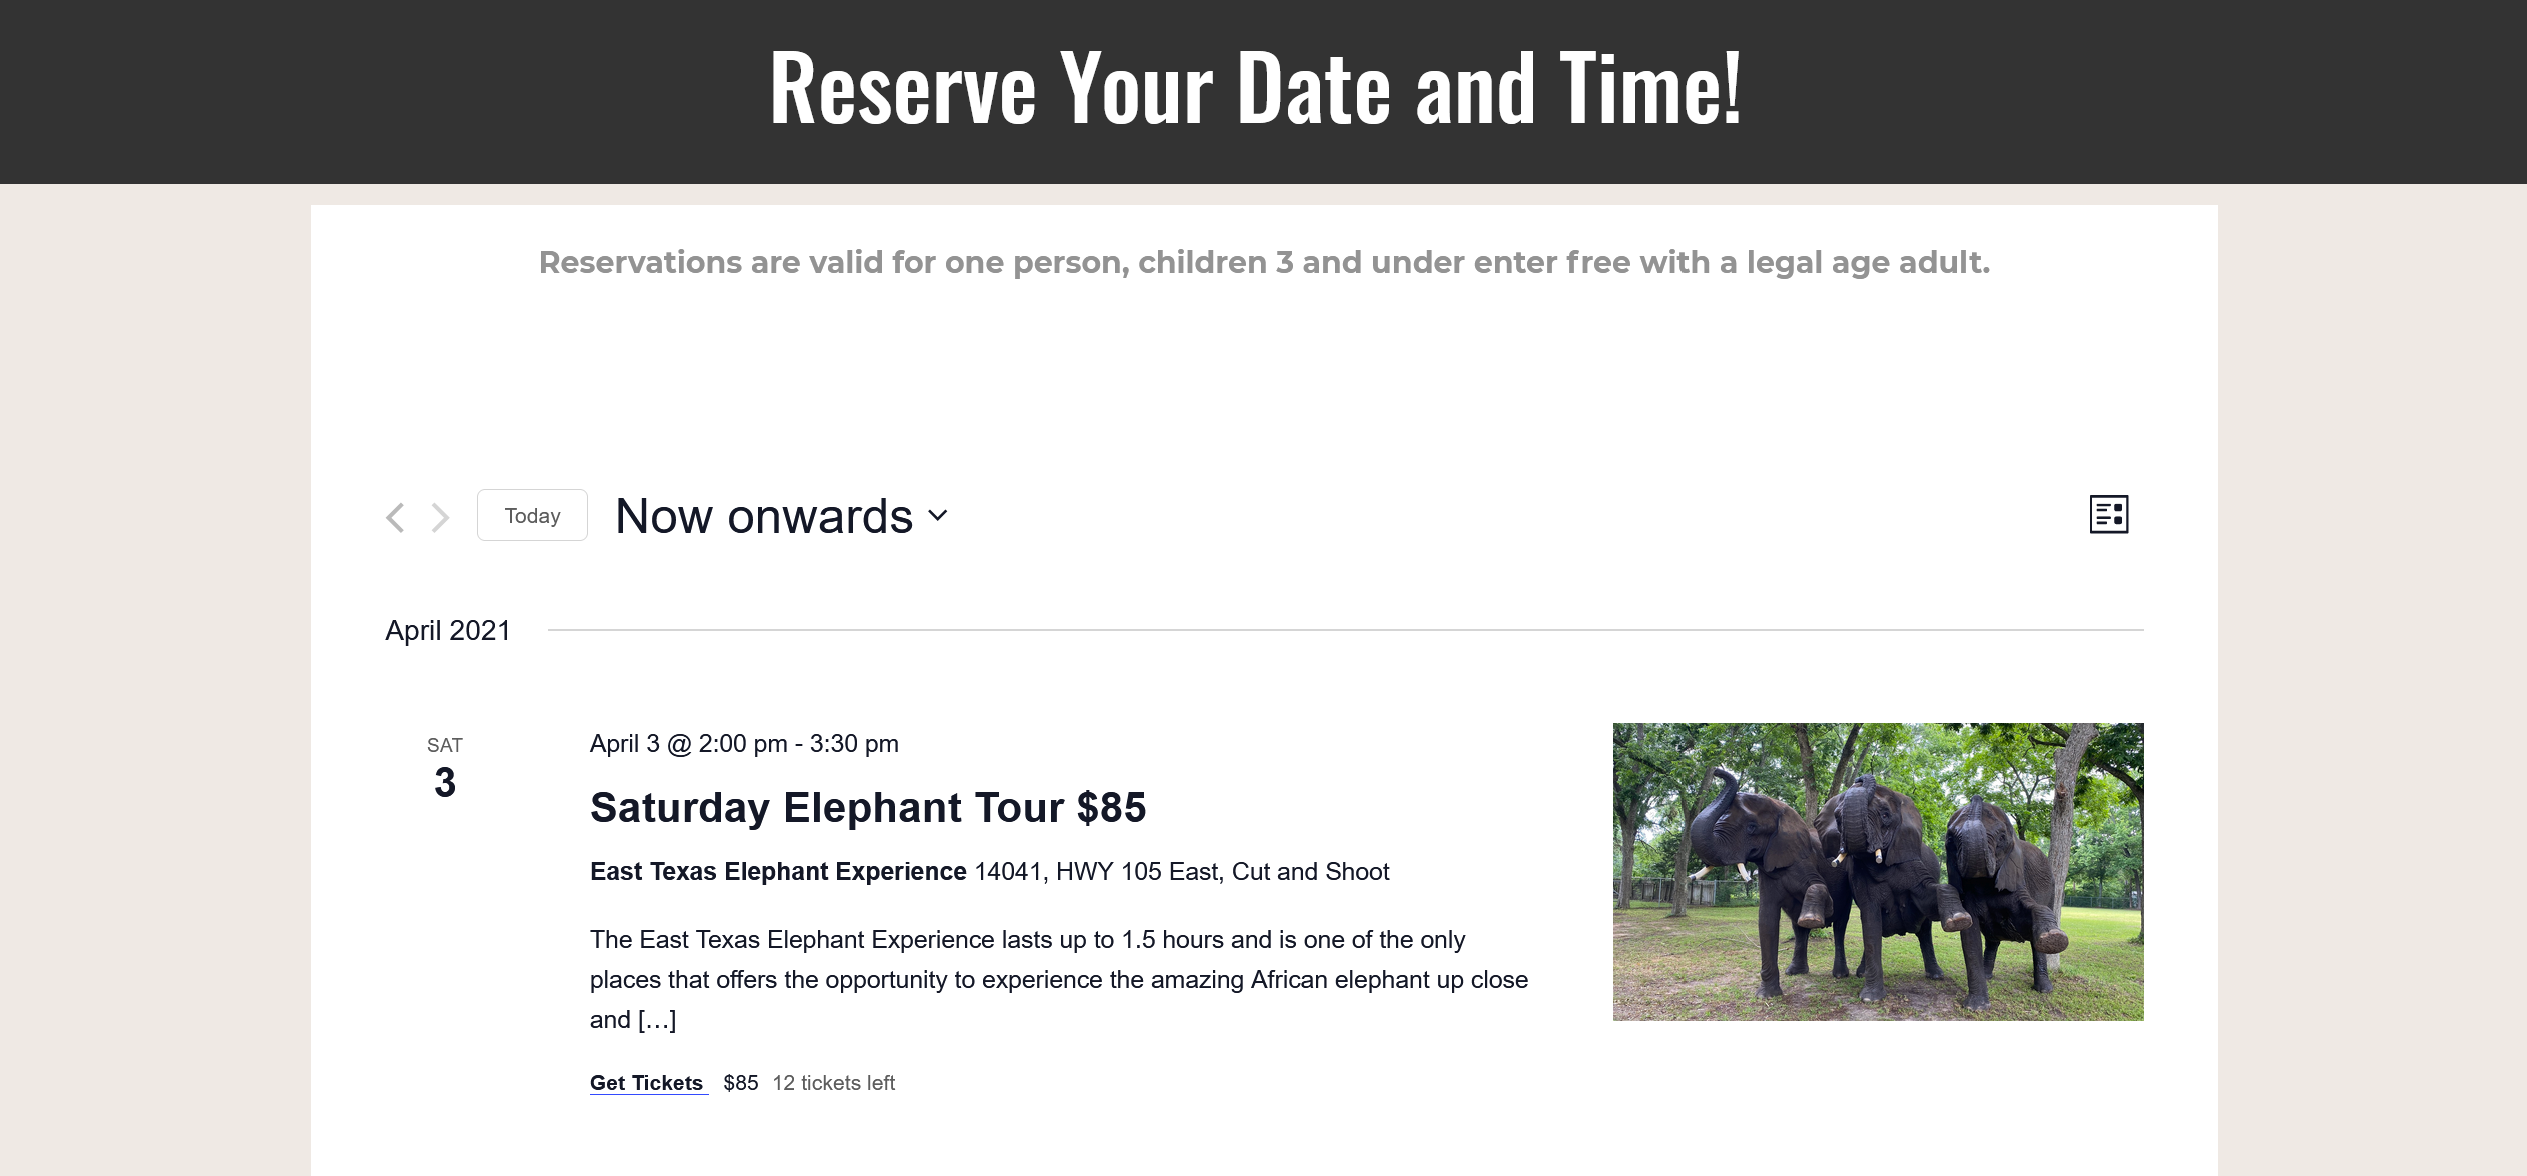 Reserve Your Date and Time!
Reservations are valid for one person, children 3 and under enter free with a legal age adult.
Today
Now onwards
April 2021
SAT
3
April 3 @ 2:00 pm - 3:30 pm
Saturday Elephant Tour $85
East Texas Elephant Experience 14041, HWY 105 East, Cut and Shoot
The East Texas Elephant Experience lasts up to 1.5 hours and is one of the only
places that offers the opportunity to experience the amazing African elephant up close
and […]
Get Tickets $85 12 tickets left